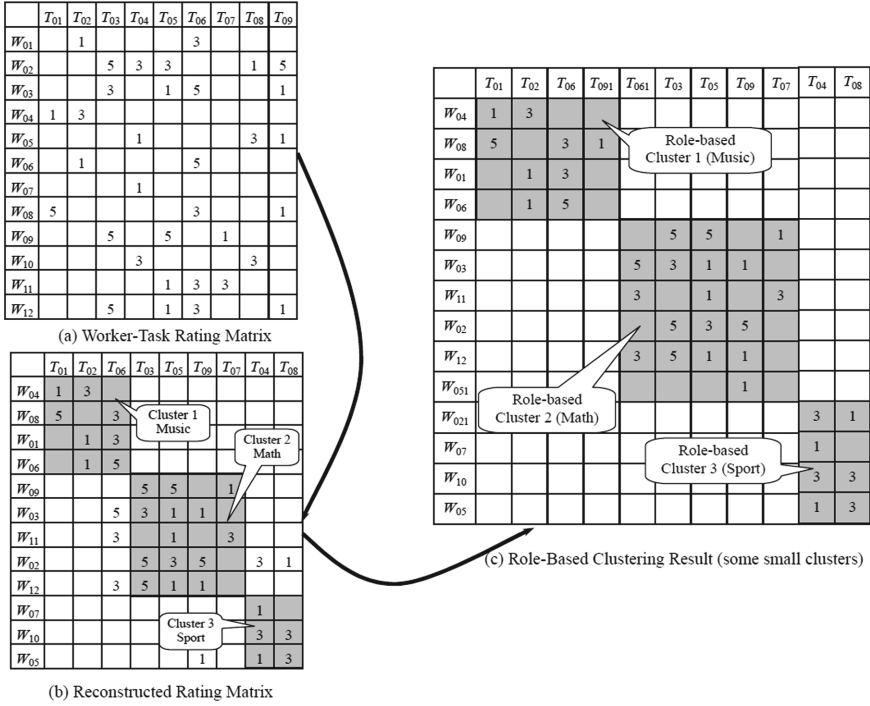 T01 T02 T03 T04 T05 T06 T07 T08 T09
W01 1 3
W02 5 3 3 1 5
W03 3 1 5 1
W04 1 3
W05 1 3 1
W06 1 5
W07 1
W08 5 3 1
W09 5 5 1
W10 3 3
W11 1 3 3
W12 5 1 3 1
(a) Worker-Task Rating Matrix
T01 T02 T06 T03 T05 T09 T07 T04 T08
W04 1 3
W08 5 3
W01 1 3
W06 1 5
W09 5 5 1
W03 5 3 1 1
W11 3 1 3
W02 5 3 5 3 1
W12 3 5 1 1
W07 1
W10 3 3
W05 1 1 3
Cluster 1
Music
Cluster 2
Math
Cluster 3
Sport
(b) Reconstructed Rating Matrix
T01 T02 T06 T091 T061 T03 T05 T09 T07 T04 T08
W04 1 3
W08 5 3 1
W01 1 3
W06 1 5
W09 5 5 1
W03 5 3 1 1
W11 3 1 3
W02 5 3 5
W12 3 5 1 1
W051 1
W021 3 1
W07 1
W10 3 3
W05 1 3
Role-based
Cluster 1 (Music)
Role-based
Cluster 2 (Math)
Role-based
Cluster 3 (Sport)
(c) Role-Based Clustering Result (some small clusters)